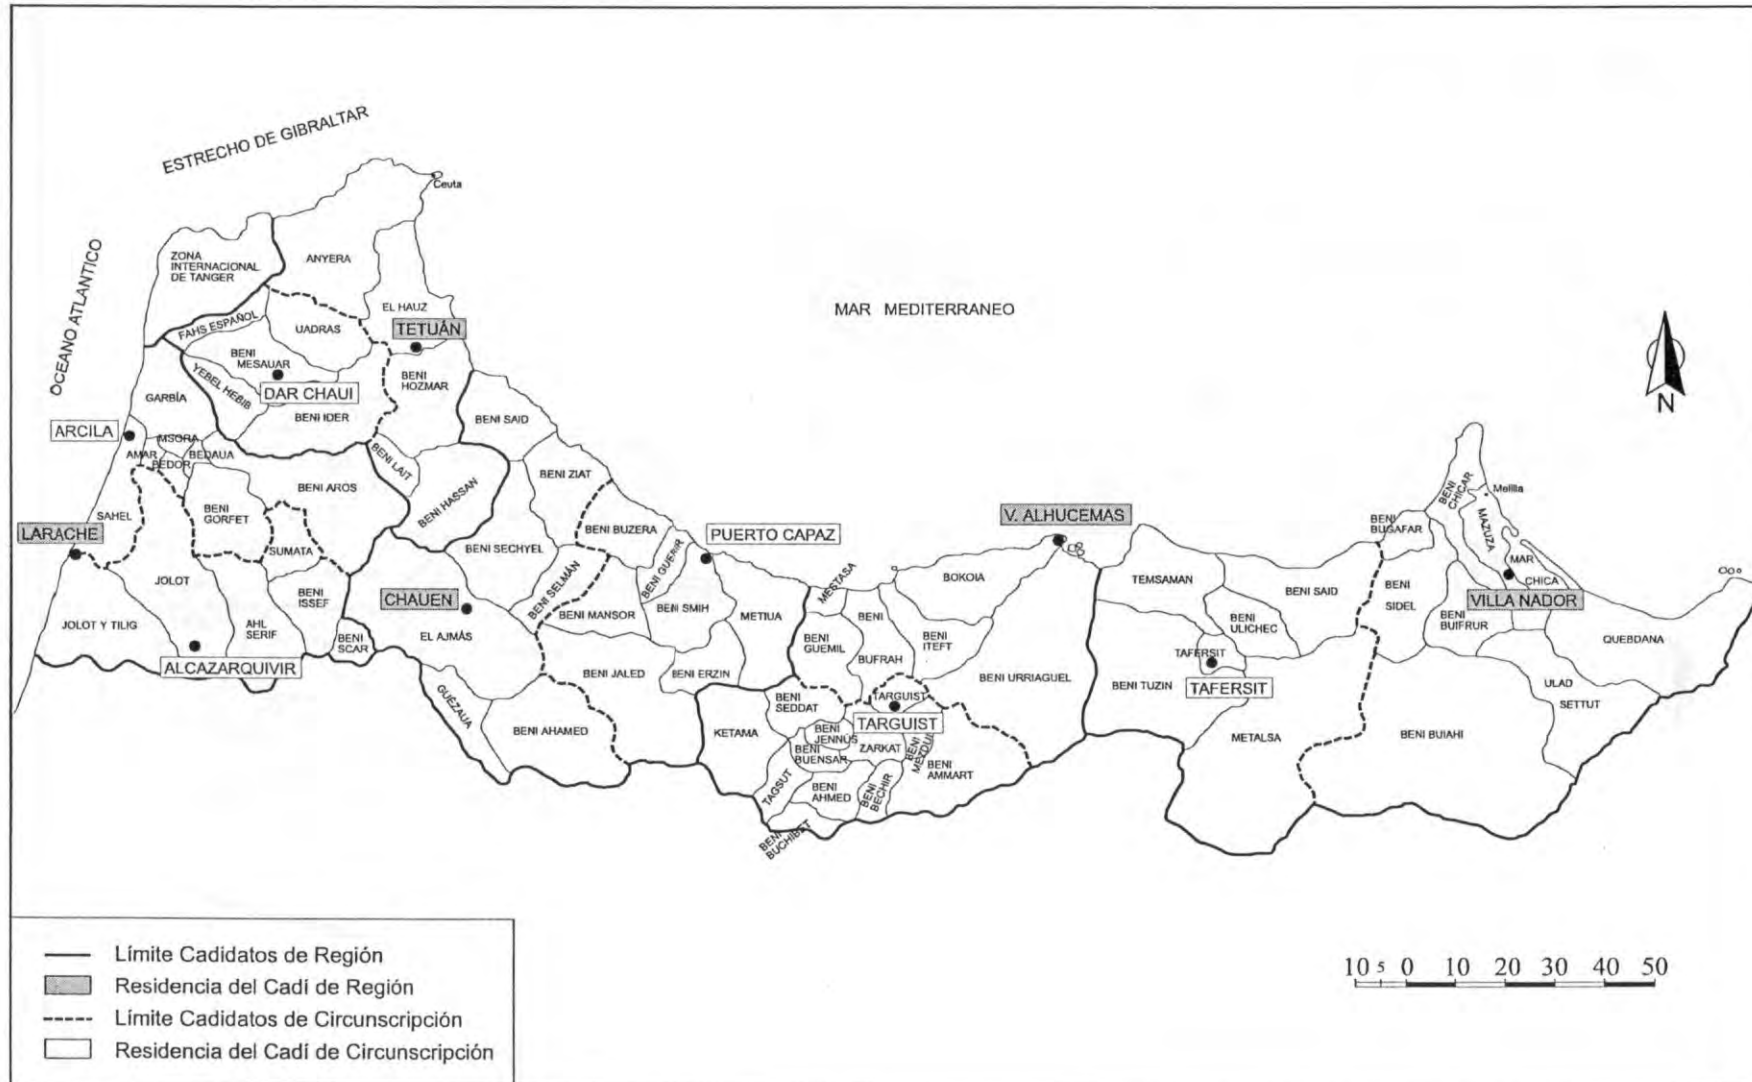 ESTRECHO DE GIBRALTAR
Ceuta
OCEANO ATLANTICO
ZONA
INTERNACIONAL
DE TANGER
ANYERA
MAR MEDITERRANEO
EL HAUZ
FAHS ESPAÑOL
UADRAS
TETUÁN
BENI
MESAUAR
YEBEL HEBIB
DAR CHAUI
BENI
HOZMAR
GARBÍA
BENI IDER
BENI SAID
ARCILA
MSORA
AMAR
BEDOR
BEDAUA
BENI LAIT
BENI HASSAN
BENI ZIAT
BENI AROS
SAHEL
BENI
GORFET
LARACHE
SUMATA
BENI SECHYEL
BENI BUZERA
PUERTO CAPAZ
V. ALHUCEMAS
BENI CHICAR
Melilla
MAZUZA
BENI
BUGAFAR
MAR
CHICA
VILLA NADOR
JOLOT
BENI
ISSEF
CHAUEN
BENI SELMÁN
BENI GUERIR
BENI MANSOR
BENI SMIH
METIUA
MESTASA
BOKOIA
TEMSAMAN
BENI SAID
BENI
SIDEL
BENI
BUIFRUR
QUEBDANA
JOLOT Y TILIG
AHL
SERIF
BENI
SCAR
EL AJMÁS
BENI
GUEMIL
BENI
BUFRAH
BENI
ITEFT
BENI
ULICHEC
ALCAZARQUIVIR
BENI JALED
BENI ERZIN
BENI URRIAGUEL
TAFERSIT
BENI TUZIN
TAFERSIT
ULAD
SETTUT
GUEZAUA
BENI AHAMED
KETAMA
BENI
SEDDAT
TARGUIST
TARGUIST
BENI
JENNÚS
BENI
BUENSAR
ZARKAT
BENI
MEZDUI
BENI
AMMART
METALSA
BENI BUIAHI
TAGSUT
BENI
AHMED
BENI
BECHIR
BENI
BUCHIBET
N
Límite Cadidatos de Región
Residencia del Cadí de Región
Límite Cadidatos de Circunscripción
Residencia del Cadí de Circunscripción
10 5 0 10 20 30 40 50